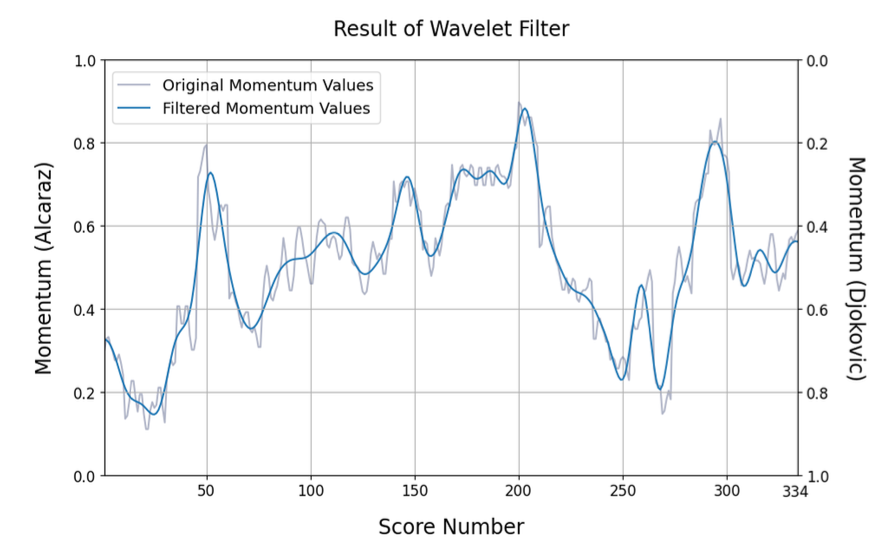 Result of Wavelet Filter
Original Momentum Values
Filtered Momentum Values
1.0
0.8
0.6
0.4
0.2
0.0
Momentum (Alcaraz)
0.0
0.2
0.4
0.6
0.8
1.0
Momentum (Djokovic)
50 100 150 200 250 300 334
Score Number